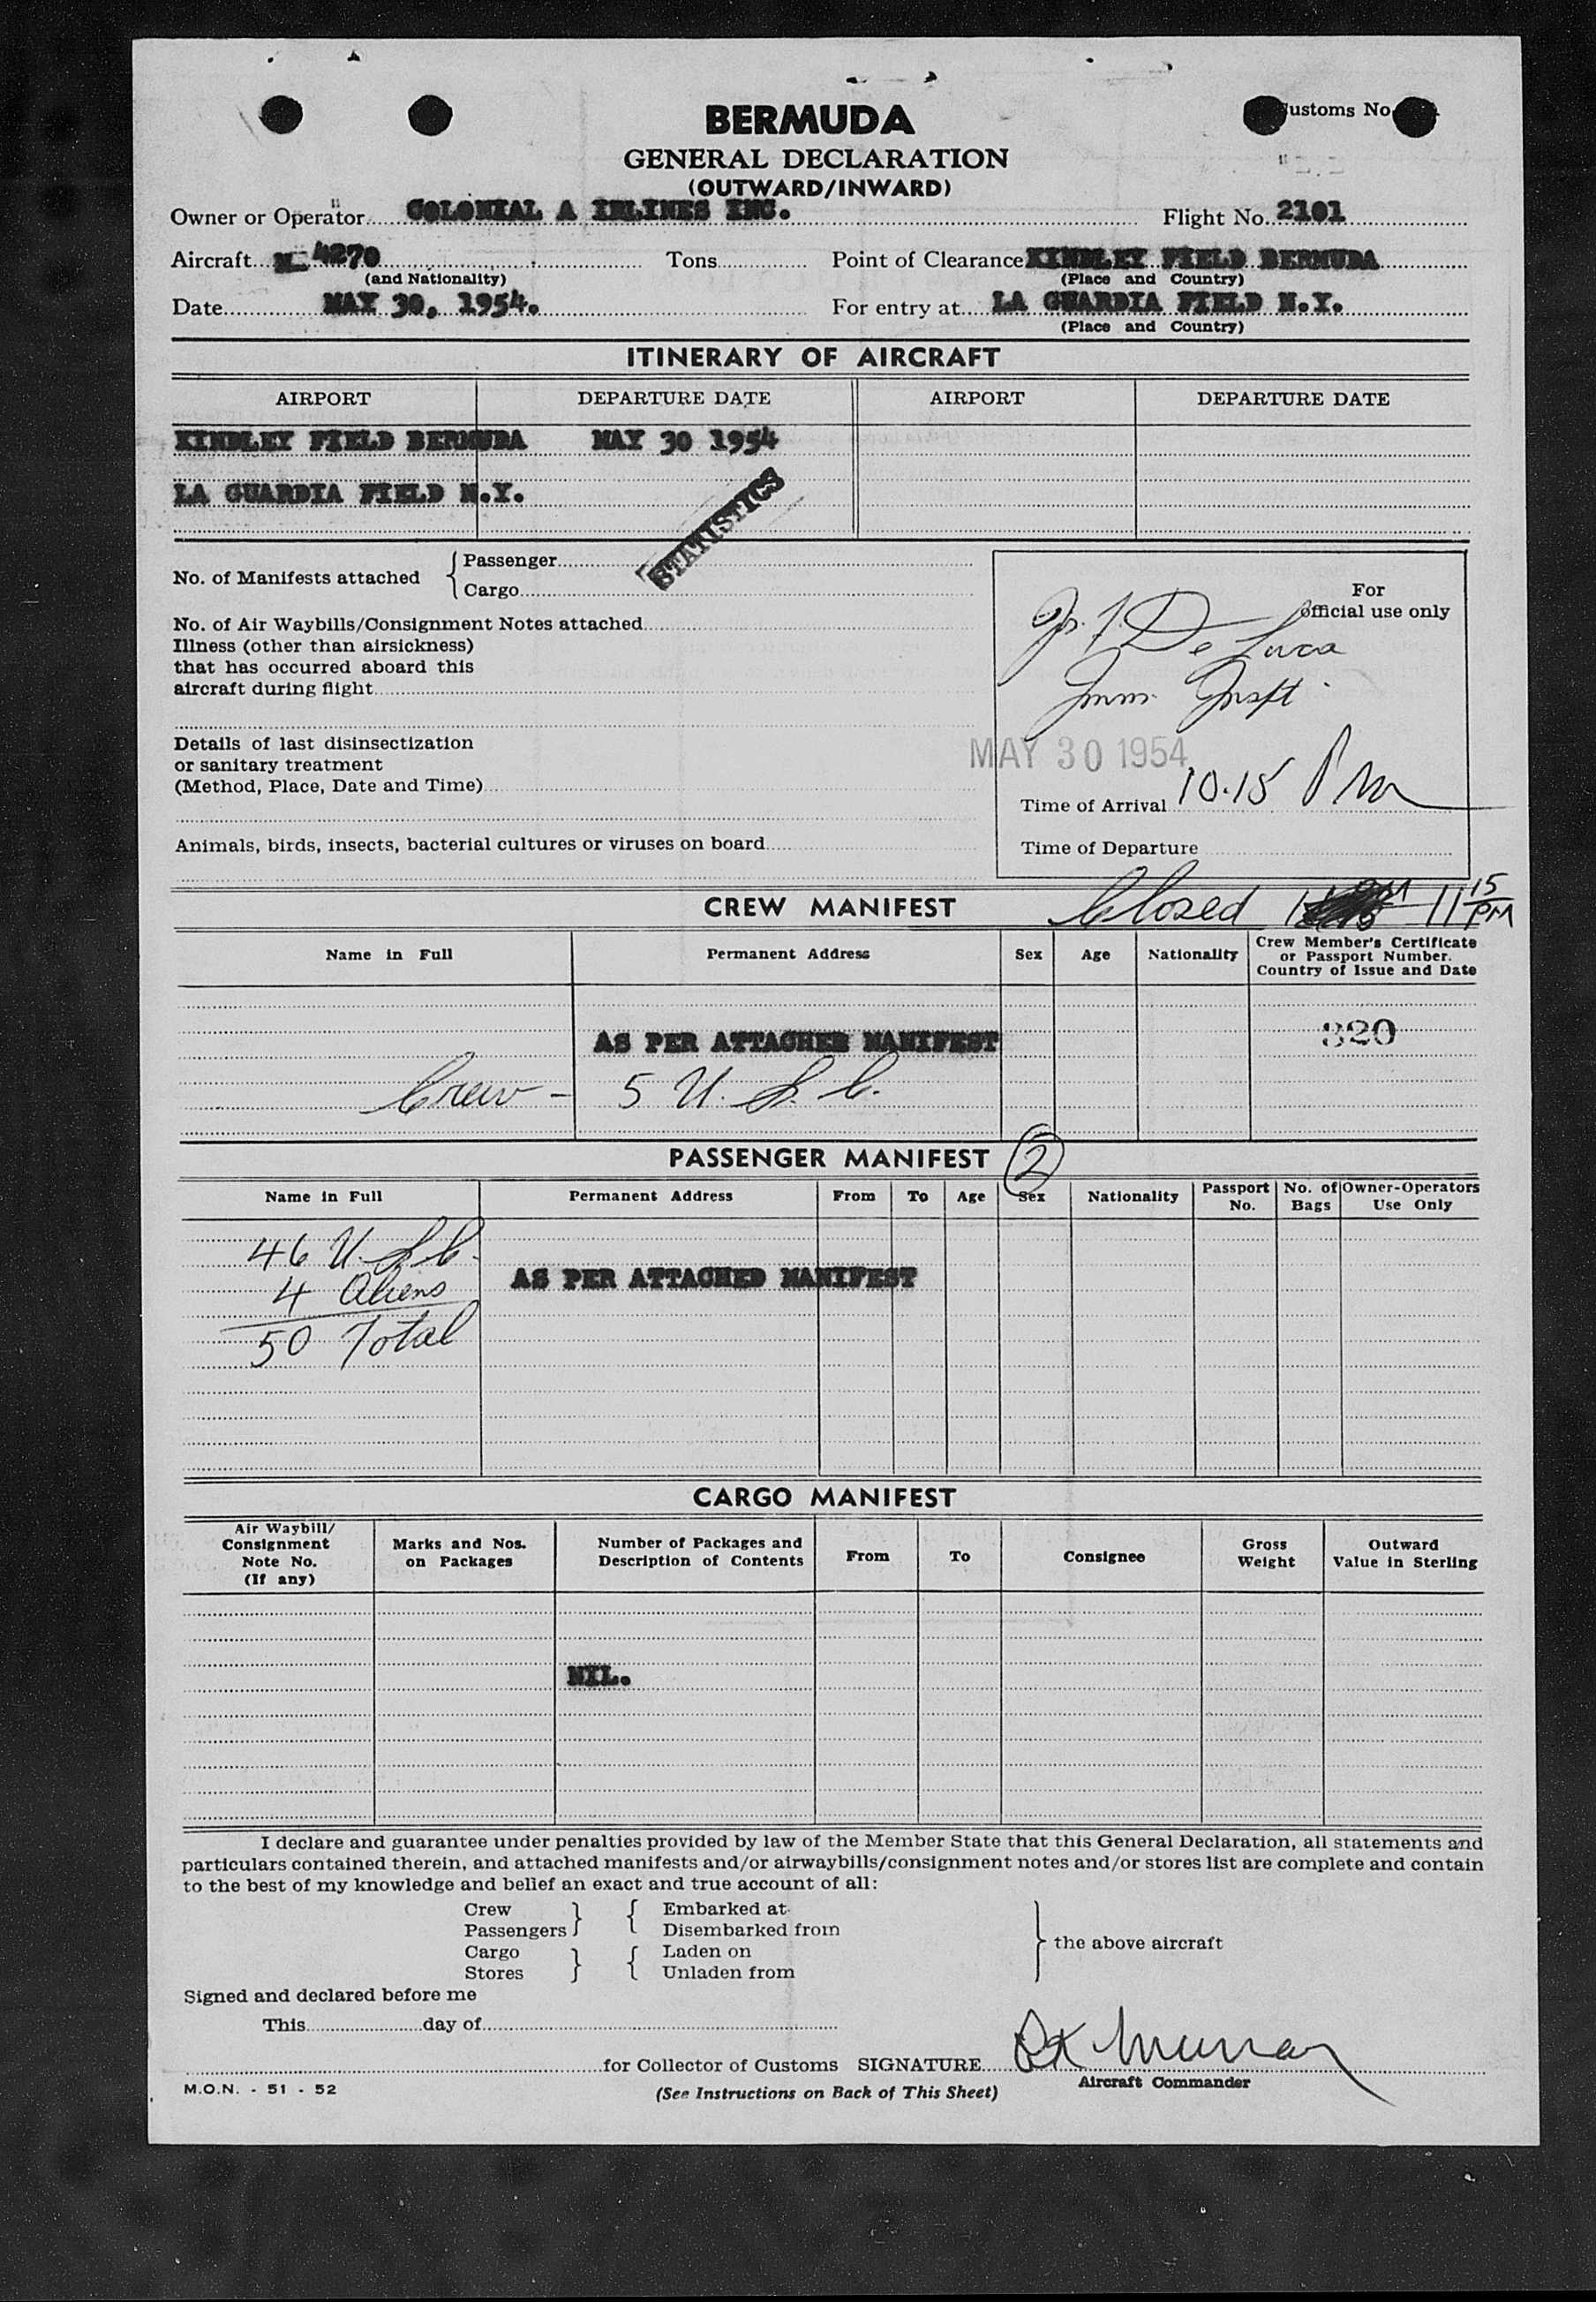 BERMUDA
ustoms No
GENERAL DECLARATION
(OUTWARD/INWARD)
Owner or Operator COLONIAL A IRLINES INC. Flight No. 2101
Aircraft N 4270 Tons Point of Clearance KINDLEY FIELD BERMUDA
(and Nationality) (Place and Country)
Date MAY 30, 1954. For entry at LA GUARDIA FIELD N.Y.
(Place and Country)
ITINERARY OF AIRCRAFT
AIRPORT DEPARTURE DATE AIRPORT DEPARTURE DATE
KINDLEY FIELD BERMUDA MAY 30 1954
LA GUARDIA FIELD N.Y.
STATISTICS
No. of Manifests attached { Passenger
Cargo
For
official use only
No. of Air Waybills/Consignment Notes attached
De Luca
Illness (other than airsickness)
that has occurred aboard this
aircraft during flight
Imm. Inspt.
Details of last disinsectization
or sanitary treatment
(Method, Place, Date and Time)
MAY 30 1954
Time of Arrival 10.15 PM
Animals, birds, insects, bacterial cultures or viruses on board
Time of Departure
CREW MANIFEST
Closed 11 15 PM
Name in Full Permanent Address Sex Age Nationality Crew Member's Certificate
or Passport Number.
Country of Issue and Date
AS PER ATTACHED MANIFEST 320
Crew - 5 U.S.C.
PASSENGER MANIFEST 2
Name in Full Permanent Address From To Age Sex Nationality Passport No. No. of Bags Owner-Operators Use Only
46 U.S.C.
4 Aliens AS PER ATTACHED MANIFEST
50 Total
CARGO MANIFEST
Air Waybill/ Consignment Note No. (If any) Marks and Nos. on Packages Number of Packages and Description of Contents From To Consignee Gross Weight Outward Value in Sterling
NIL.
I declare and guarantee under penalties provided by law of the Member State that this General Declaration, all statements and
particulars contained therein, and attached manifests and/or airwaybills/consignment notes and/or stores list are complete and contain
to the best of my knowledge and belief an exact and true account of all:
Crew } { Embarked at
Passengers Disembarked from
Cargo } { Laden on } the above aircraft
Stores Unladen from
Signed and declared before me
This day of
for Collector of Customs SIGNATURE Murray
M.O.N. - 51 - 52 (See Instructions on Back of This Sheet) Aircraft Commander